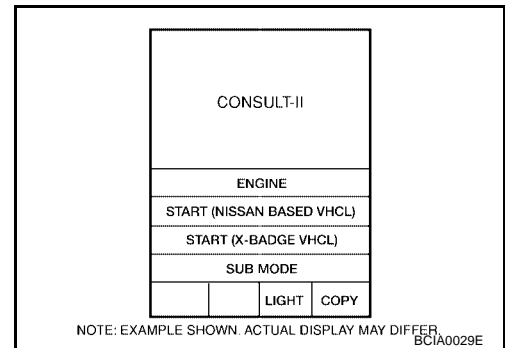 CONSULT-II
ENGINE
START (NISSAN BASED VHCL)
START (X-BADGE VHCL)
SUB MODE
LIGHT COPY
NOTE: EXAMPLE SHOWN. ACTUAL DISPLAY MAY DIFFER.
BCIA0029E